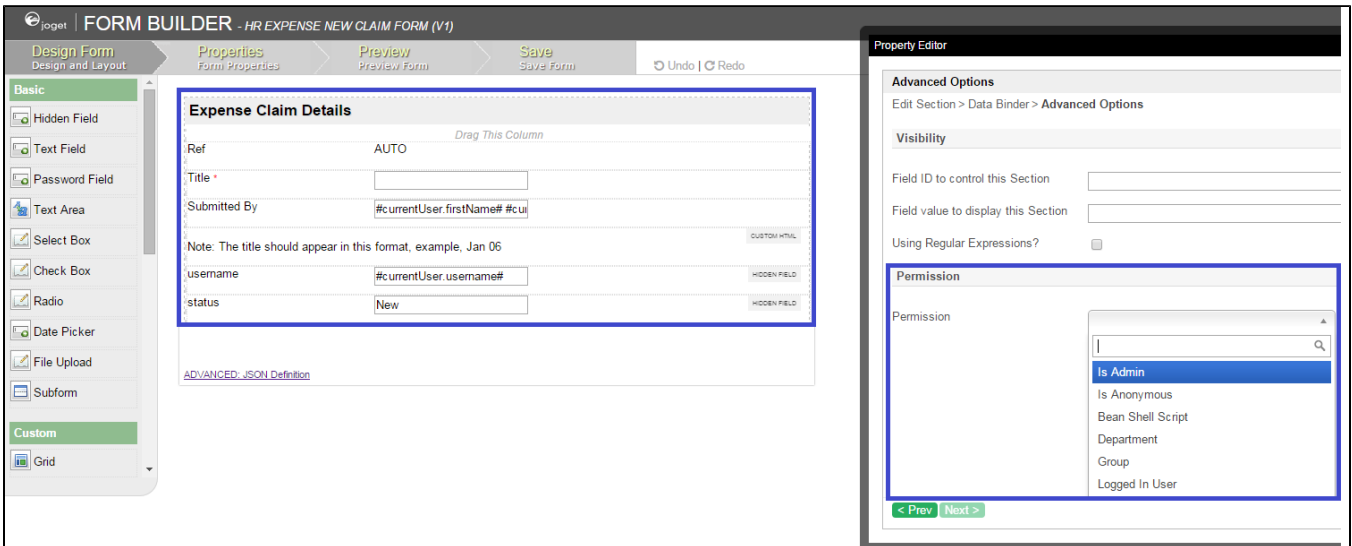 joget | FORM BUILDER - HR EXPENSE NEW CLAIM FORM (V1)
Design Form
Design and Layout
Properties
Form Properties
Preview
Preview Form
Save
Save Form
Undo | Redo
Basic
Hidden Field
Text Field
Password Field
Text Area
Select Box
Check Box
Radio
Date Picker
File Upload
Subform
Custom
Grid
Expense Claim Details
Drag This Column
Ref AUTO
Title *
Submitted By #currentUser.firstName# #cur
CUSTOM HTML
Note: The title should appear in this format, example, Jan 06
username #currentUser.username# HIDDEN FIELD
status New HIDDEN FIELD
ADVANCED: JSON Definition
Property Editor
Advanced Options
Edit Section > Data Binder > Advanced Options
Visibility
Field ID to control this Section
Field value to display this Section
Using Regular Expressions?
Permission
Permission
Is Admin
Is Anonymous
Bean Shell Script
Department
Group
Logged In User
< Prev Next >